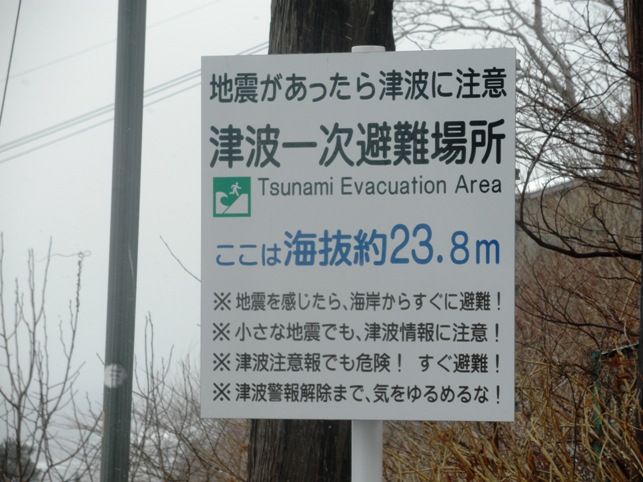 地震があったら津波に注意
津波一次避難場所
Tsunami Evacuation Area
ここは海抜約23.8m
※地震を感じたら、海岸からすぐに避難！
※小さな地震でも、津波情報に注意！
※津波注意報でも危険！ すぐ避難！
※津波警報解除まで、気をゆるめるな！